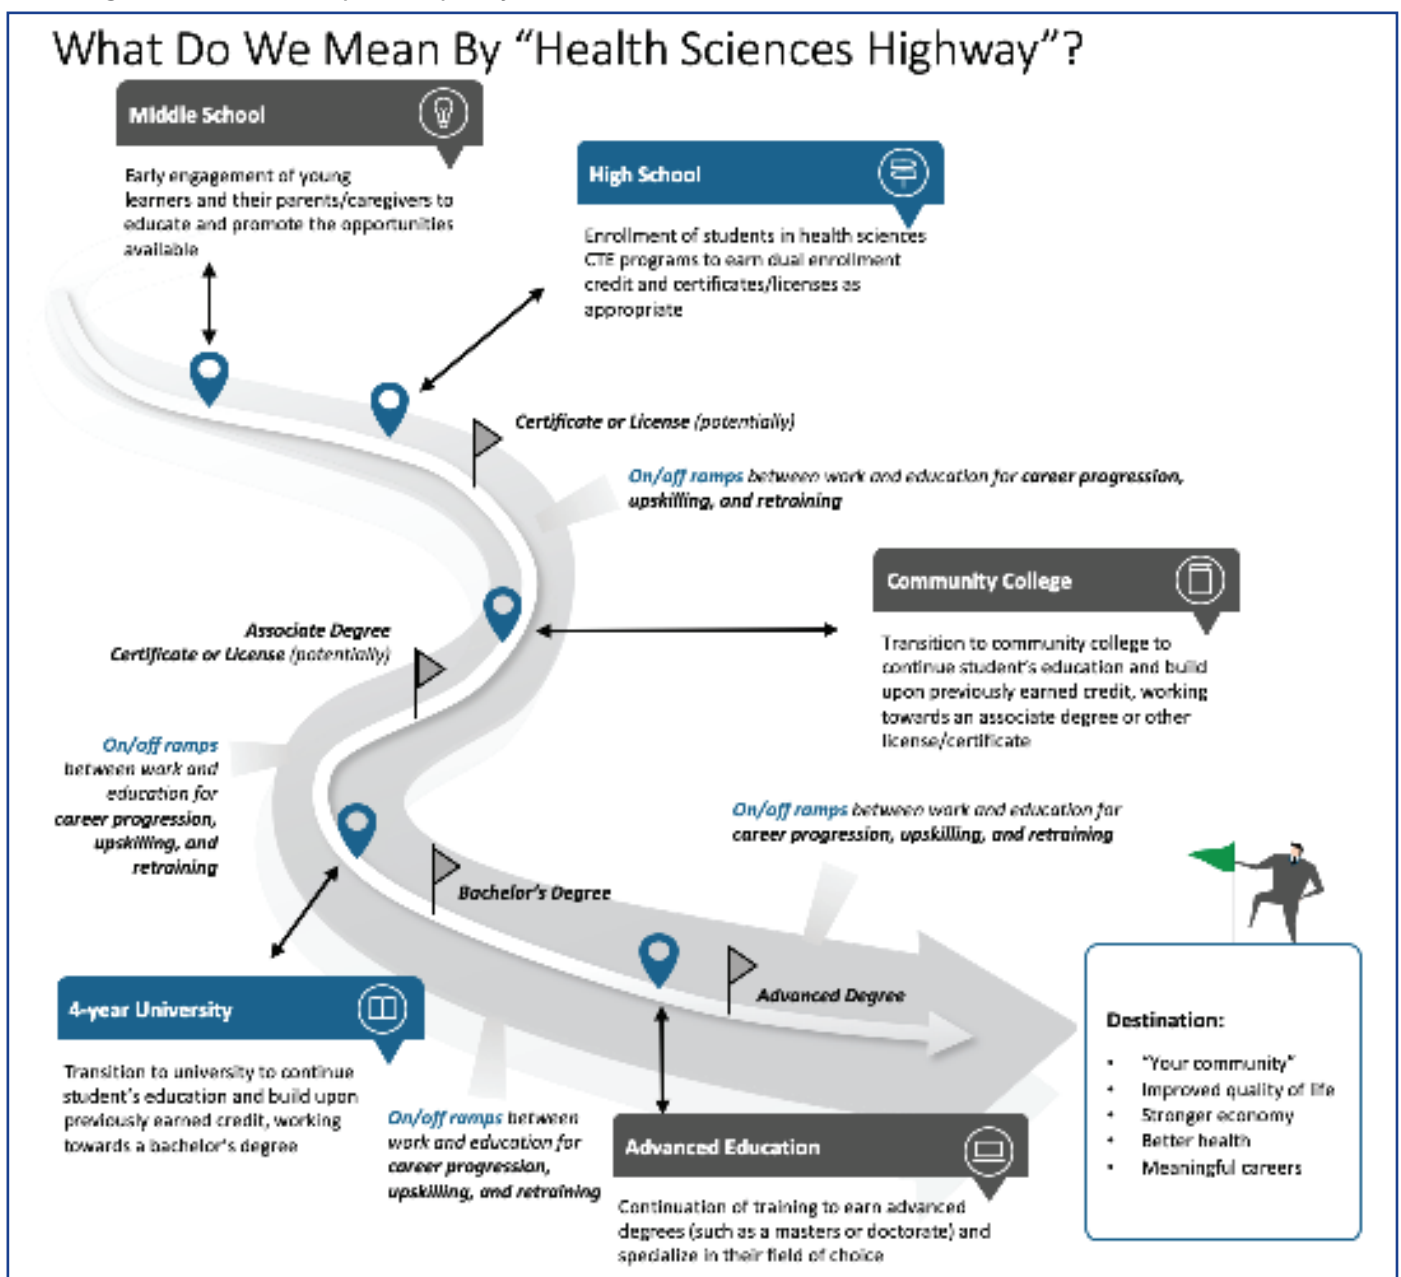 What Do We Mean By “Health Sciences Highway”?
Middle School
Early engagement of young
learners and their parents/caregivers to
educate and promote the opportunities
available
High School
Enrollment of students in health sciences
CTE programs to earn dual enrollment
credit and certificates/licenses as
appropriate
Certificate or License (potentially)
On/off ramps between work and education for career progression,
upskilling, and retraining
Community College
Transition to community college to
continue student’s education and build
upon previously earned credit, working
towards an associate degree or other
license/certificate
Associate Degree
Certificate or License (potentially)
On/off ramps
between work and
education for
career progression,
upskilling, and
retraining
On/off ramps between work and education for
career progression, upskilling, and retraining
Bachelor’s Degree
Advanced Degree
4-year University
Transition to university to continue
student’s education and build upon
previously earned credit, working
towards a bachelor’s degree
On/off ramps between
work and education for
career progression,
upskilling, and retraining
Advanced Education
Continuation of training to earn advanced
degrees (such as a masters or doctorate) and
specialize in their field of choice
Destination:
• “Your community”
• Improved quality of life
• Stronger economy
• Better health
• Meaningful careers